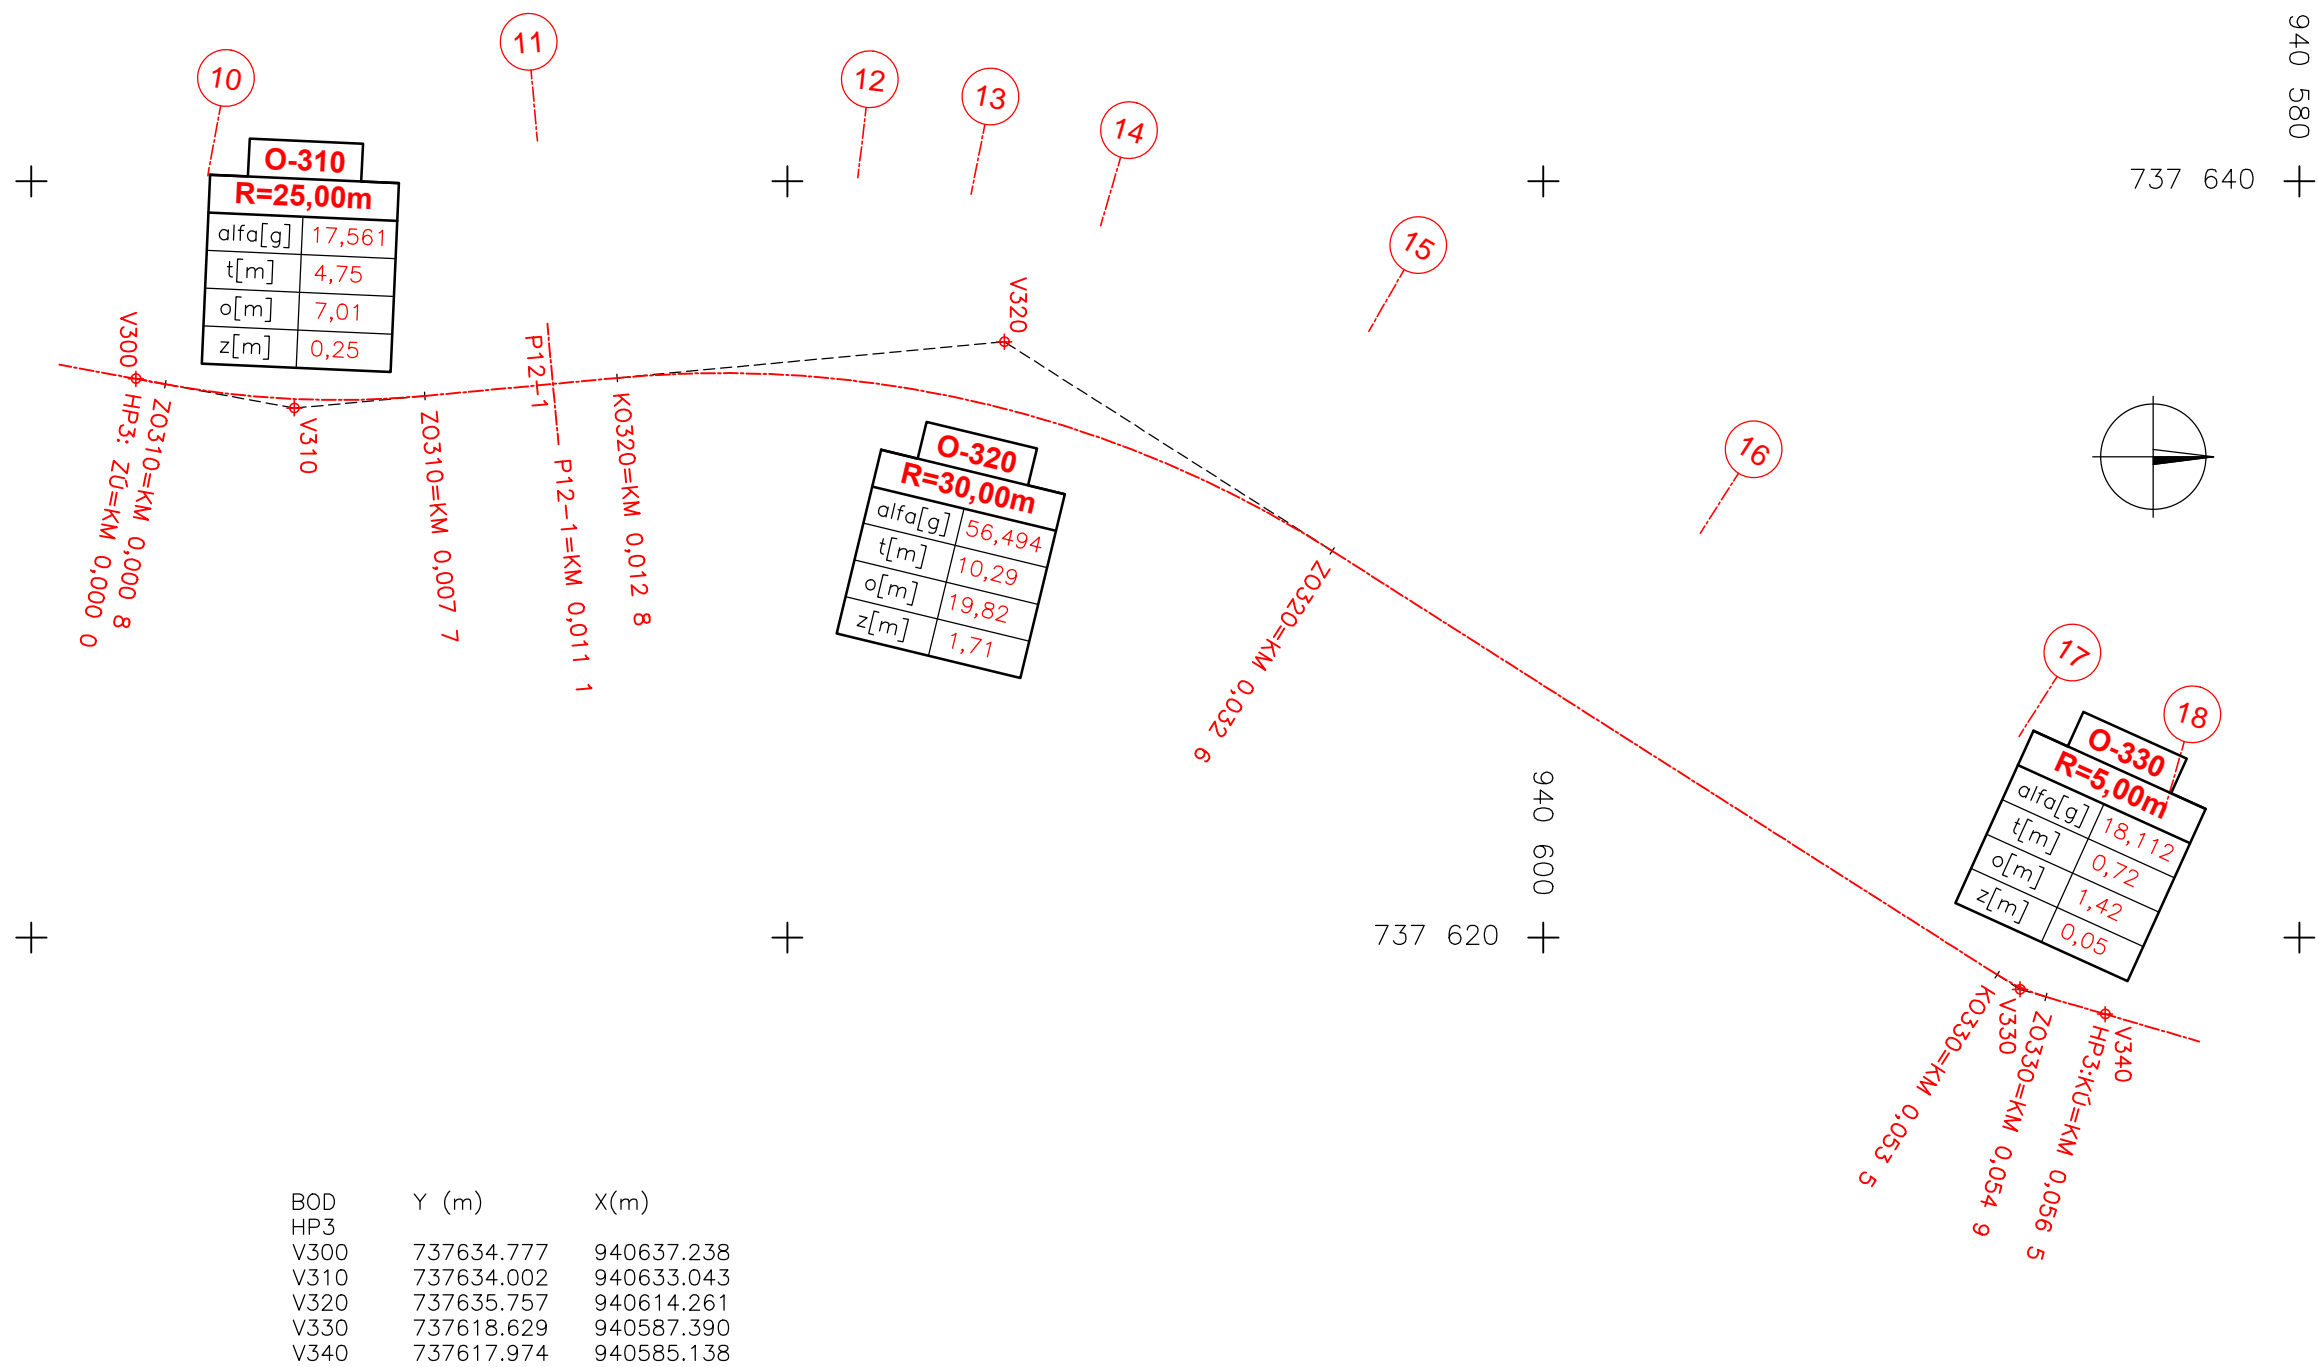 10
11
12
13
14
15
16
17
18
940 580
737 640
O-310
R=25,00m
alfa[g] 17,561
t[m] 4,75
o[m] 7,01
z[m] 0,25
V300
HP3: ZÚ=KM 0,000 0
ZO310=KM 0,000 8
V310
ZO310=KM 0,007 7
P12-1
P12-1=KM 0,011 1
KO320=KM 0,012 8
V320
O-320
R=30,00m
alfa[g] 56,494
t[m] 10,29
o[m] 19,82
z[m] 1,71
ZO320=KM 0,032 6
940 600
737 620
O-330
R=5,00m
alfa[g] 18,112
t[m] 0,72
o[m] 1,42
z[m] 0,05
KO330=KM 0,053 5
V330
ZO330=KM 0,054 9
HP3:KÚ=KM 0,056 5
V340
BOD Y (m) X(m)
HP3
V300 737634.777 940637.238
V310 737634.002 940633.043
V320 737635.757 940614.261
V330 737618.629 940587.390
V340 737617.974 940585.138